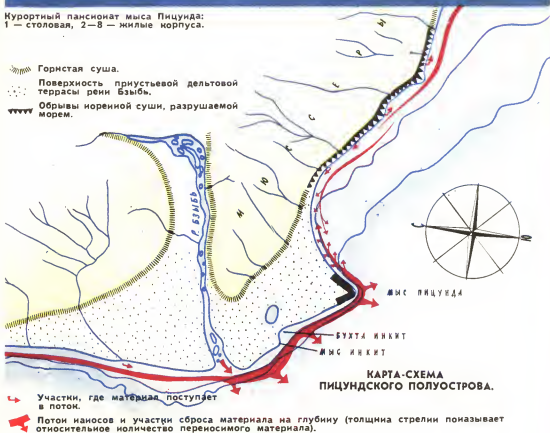 Курортный пансионат мыса Пицунда:
1 — столовая, 2—8 — жилые корпуса.
Гористая суша.
Поверхность приустьевой дельтовой
террасы реки Бзыбь.
Обрывы коренной суши, разрушаемой
морем.
М Ю С С Е Р Ы
Р. БЗЫБЬ
С
Ю
МЫС ПИЦУНДА
БУХТА ИНКИТ
МЫС ИНКИТ
КАРТА-СХЕМА
ПИЦУНДСКОГО ПОЛУОСТРОВА.
Участки, где материал поступает
в поток.
Поток наносов и участки сброса материала на глубину (толщина стрелки показывает
относительное количество переносимого материала).